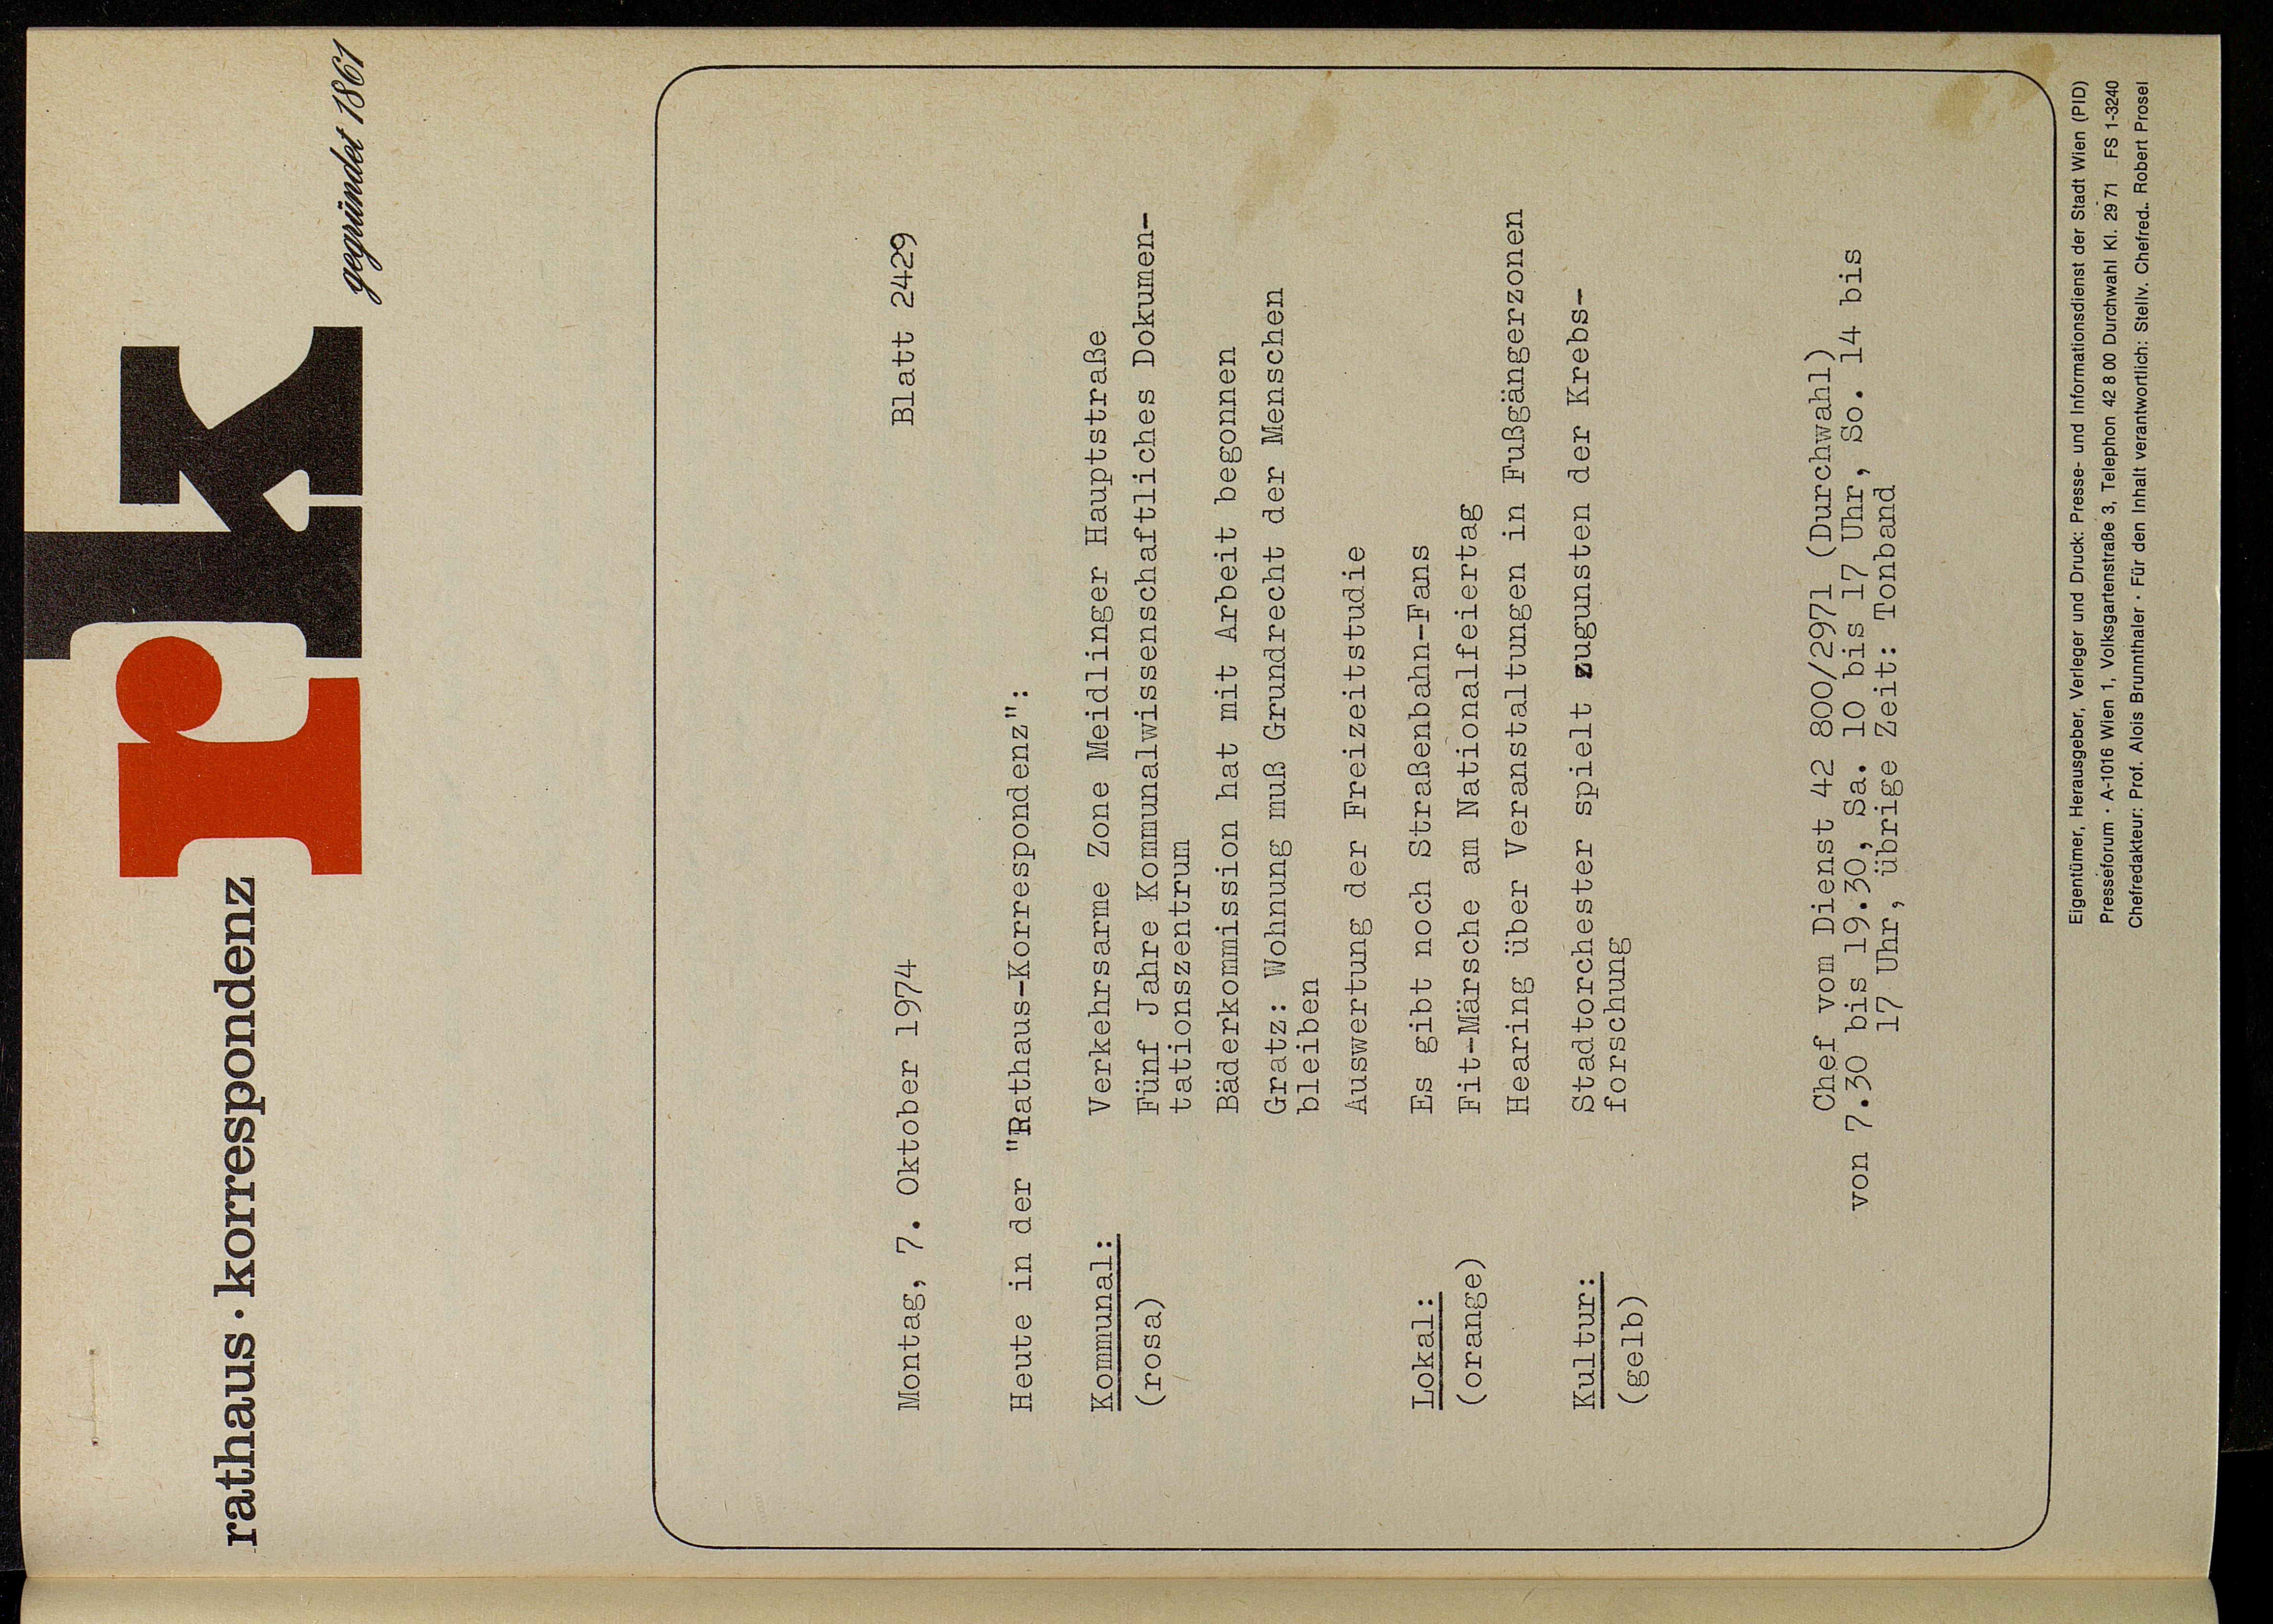 rathaus · korrespondenz
rk
gegründet 1861
Montag, 7. Oktober 1974 Blatt 2429
Heute in der "Rathaus-Korrespondenz":
Kommunal: Verkehrsarme Zone Meidlinger Hauptstraße
(rosa) Fünf Jahre Kommunalwissenschaftliches Dokumen-
tationszentrum
Bäderkommission hat mit Arbeit begonnen
Gratz: Wohnung muß Grundrecht der Menschen
bleiben
Auswertung der Freizeitstudie
Lokal: Es gibt noch Straßenbahn-Fans
(orange) Fit-Märsche am Nationalfeiertag
Hearing über Veranstaltungen in Fußgängerzonen
Kultur: Stadtorchester spielt zugunsten der Krebs-
(gelb) forschung
Chef vom Dienst 42 800/2971 (Durchwahl)
von 7.30 bis 19.30, Sa. 10 bis 17 Uhr, So. 14 bis
17 Uhr, übrige Zeit: Tonband
Eigentümer, Herausgeber, Verleger und Druck: Presse- und Informationsdienst der Stadt Wien (PID)
Presseforum · A-1016 Wien 1, Volksgartenstraße 3, Telephon 42 8 00 Durchwahl Kl. 29 71 FS 1-3240
Chefredakteur: Prof. Alois Brunnthaler · Für den Inhalt verantwortlich: Stellv. Chefred. Robert Prosel